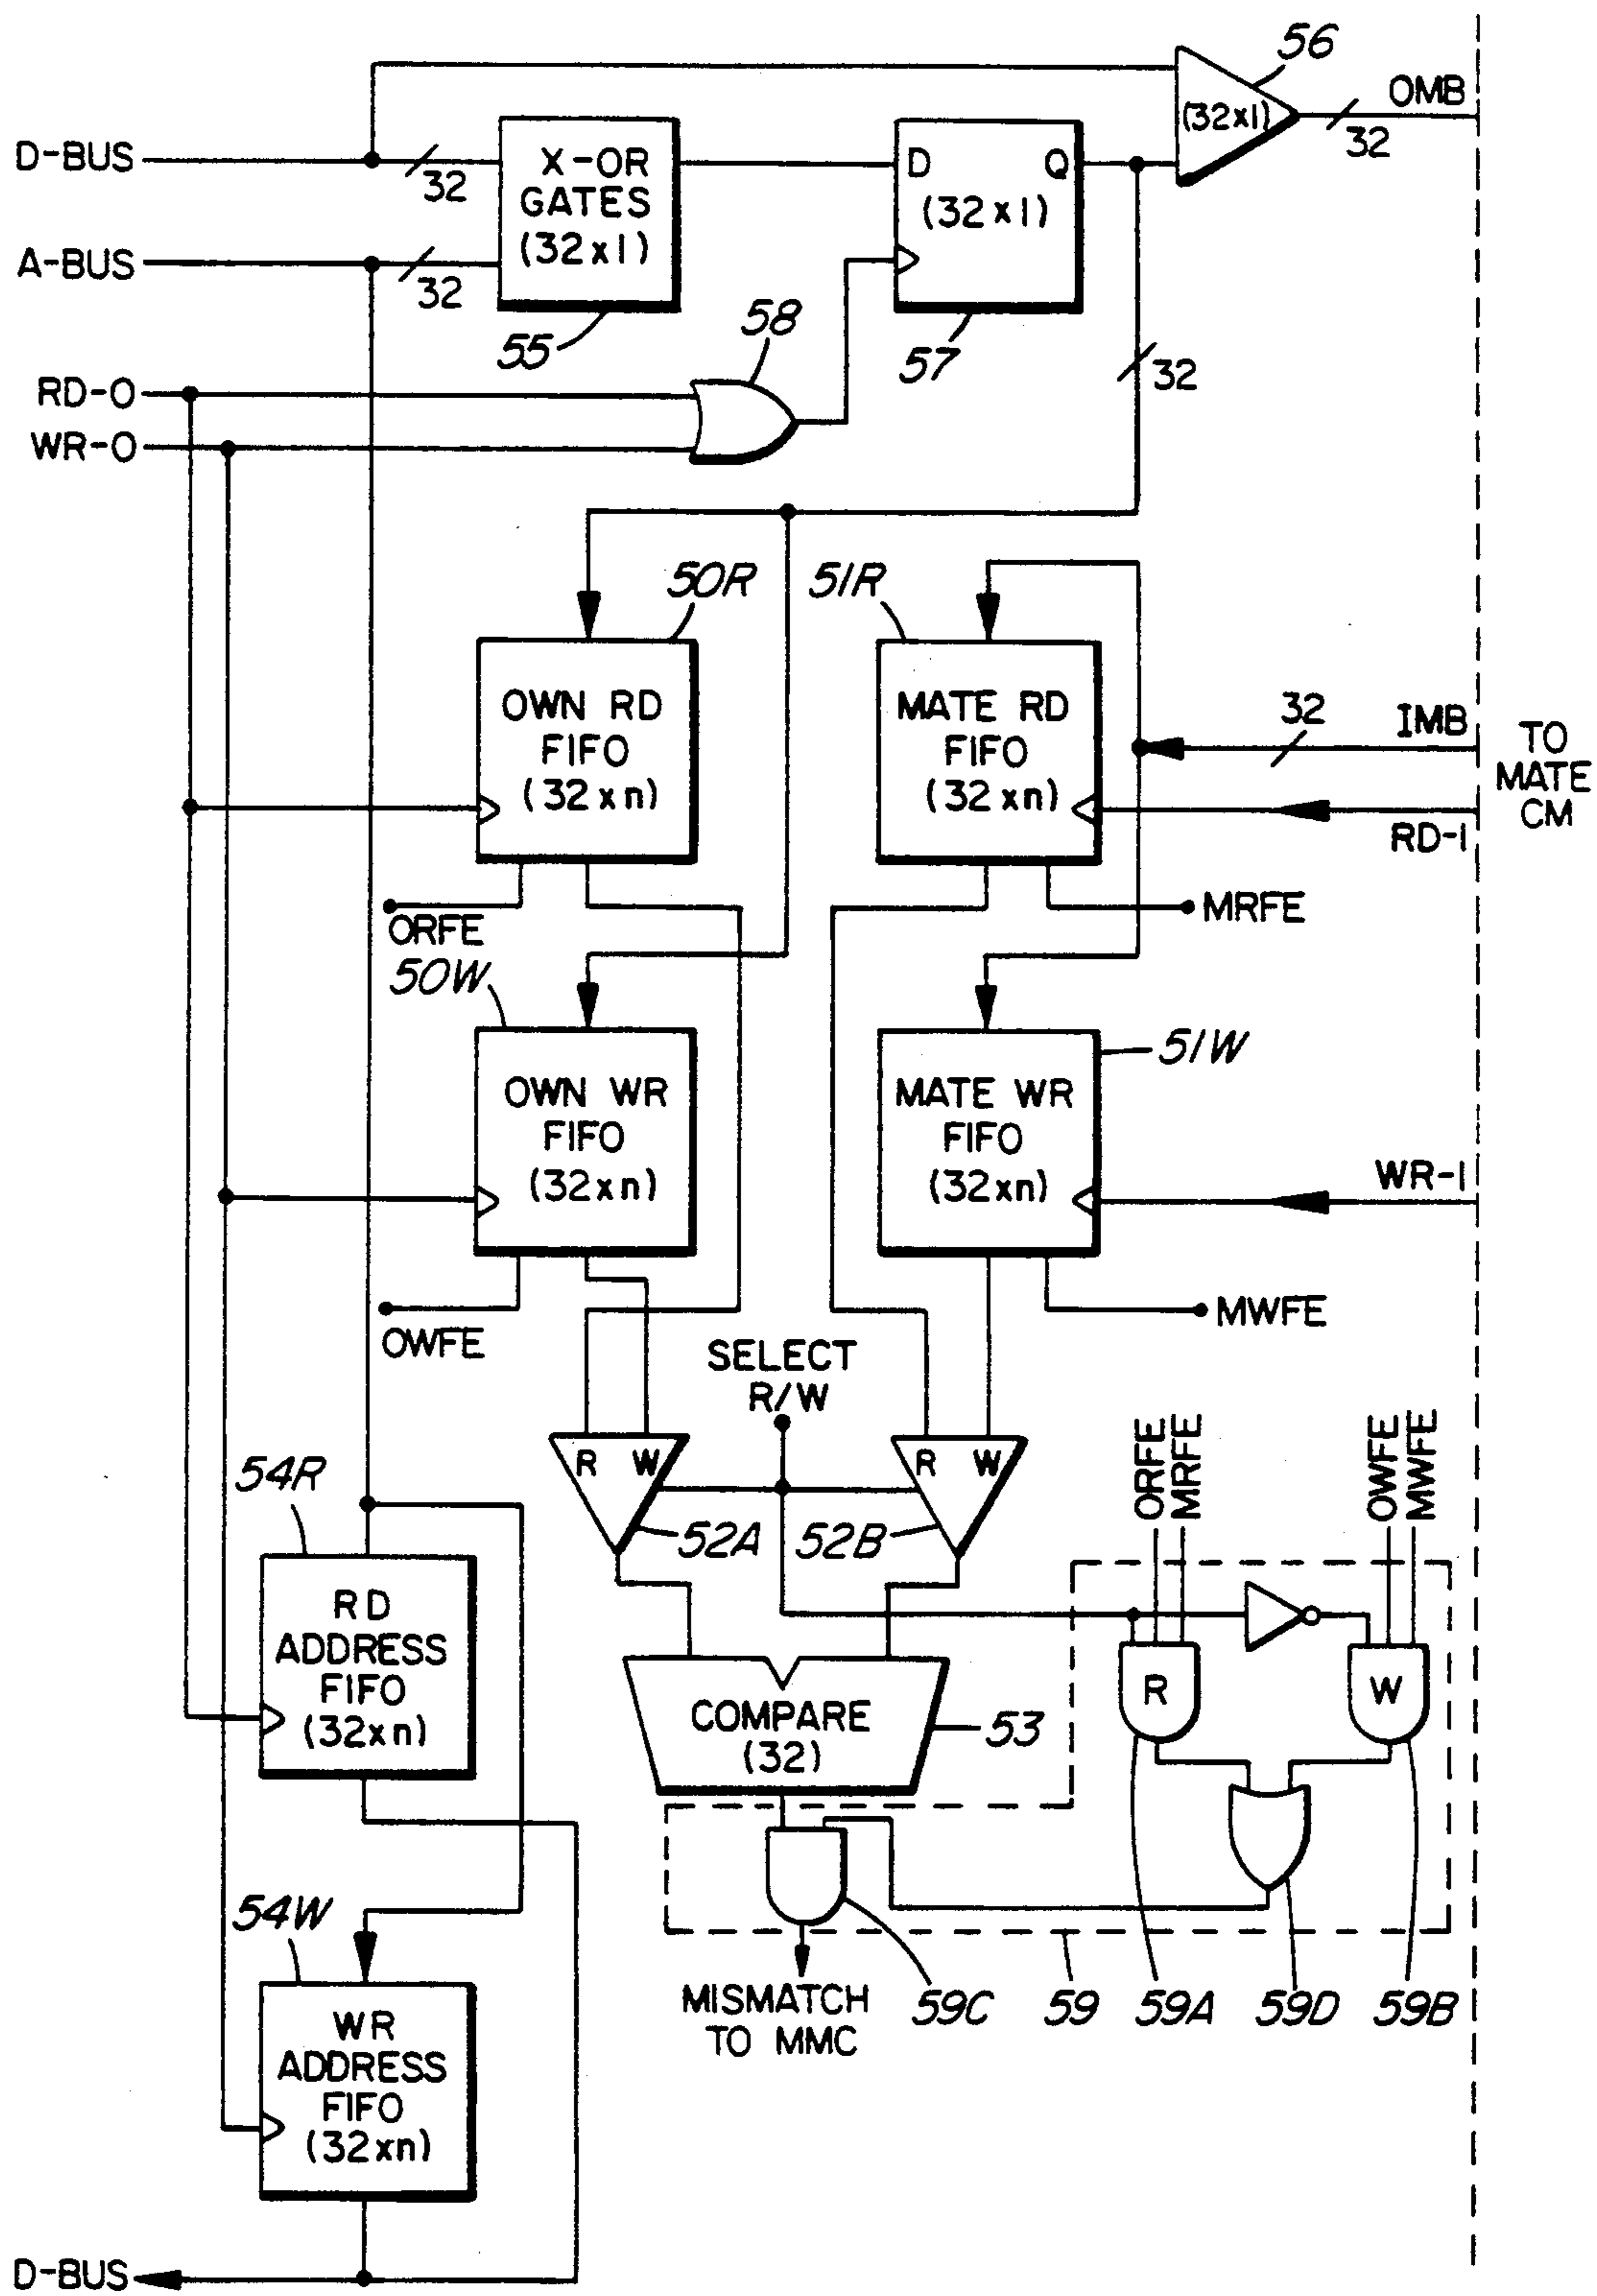 56
OMB
(32x1)
32
D-BUS
32
X-OR
GATES
(32x1)
D
Q
(32x1)
A-BUS
32
55
58
57
32
RD-0
WR-0
50R
51R
OWN RD
FIFO
(32xn)
MATE RD
FIFO
(32xn)
32
IMB
TO
MATE
CM
RD-1
ORFE
MRFE
50W
51W
OWN WR
FIFO
(32xn)
MATE WR
FIFO
(32xn)
WR-1
OWFE
MWFE
SELECT
R/W
R W
R W
ORFE
MRFE
OWFE
MWFE
54R
52A
52B
RD
ADDRESS
FIFO
(32xn)
COMPARE
(32)
53
R
W
54W
WR
ADDRESS
FIFO
(32xn)
MISMATCH
TO MMC
59C
59
59A
59D
59B
D-BUS